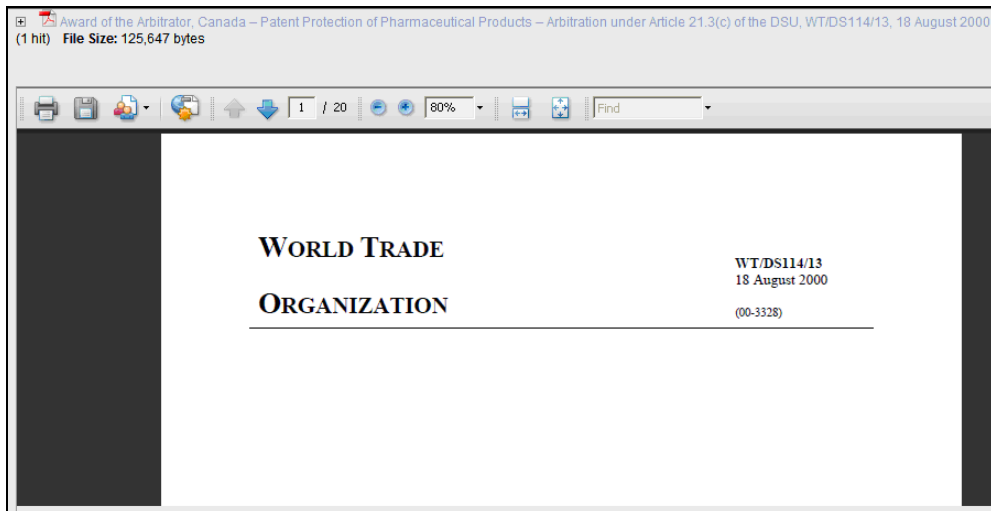 Award of the Arbitrator, Canada – Patent Protection of Pharmaceutical Products – Arbitration under Article 21.3(c) of the DSU, WT/DS114/13, 18 August 2000
(1 hit) File Size: 125,647 bytes
1 / 20 80% Find
WORLD TRADE
ORGANIZATION
WT/DS114/13
18 August 2000
(00-3328)